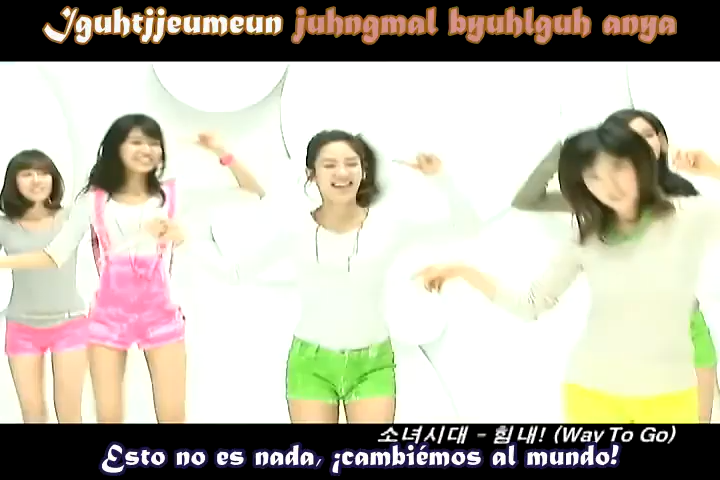 Iguhtjjeumeun juhngmal byuhlguh anya
소녀시대 - 힘내! (Way To Go)
Esto no es nada, ¡cambiémos al mundo!